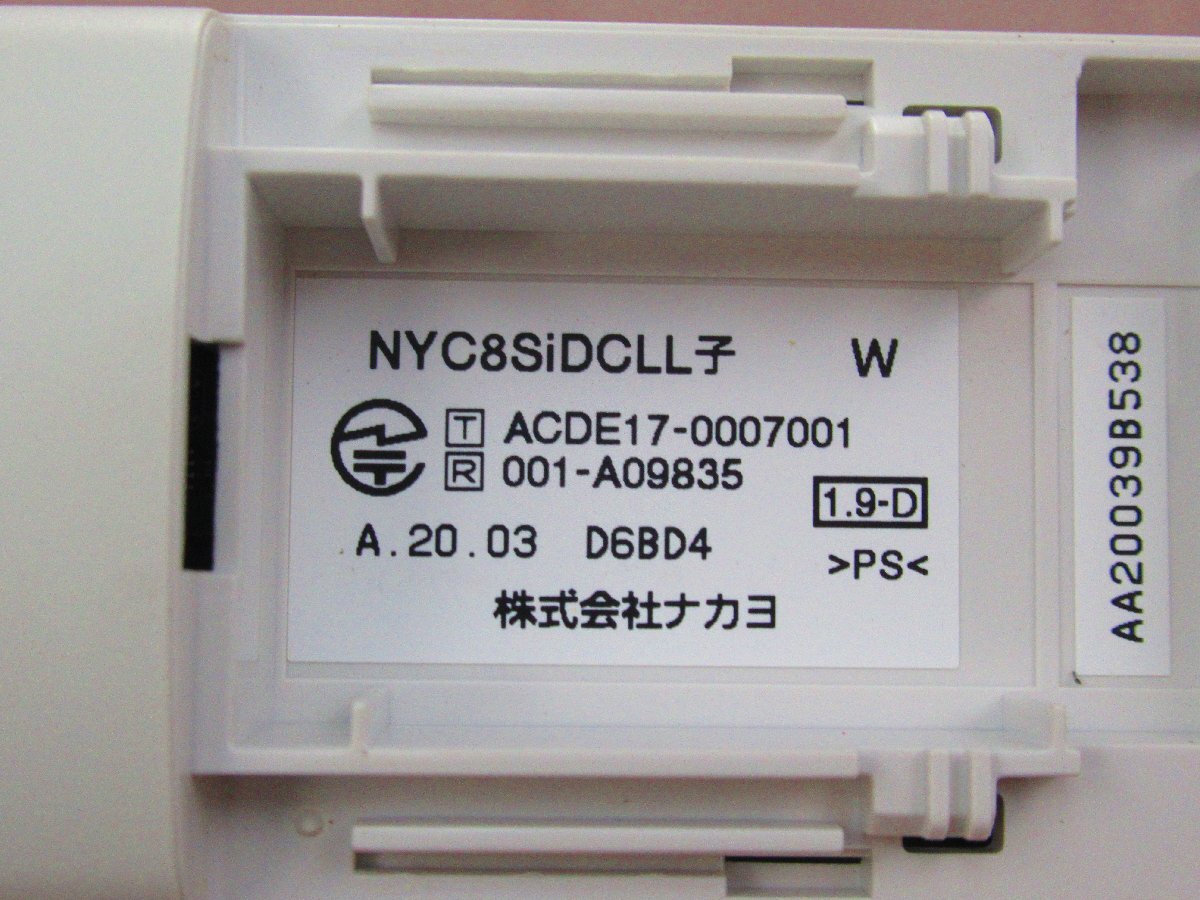 NYC8SiDCLL子 W
T ACDE17-0007001
R 001-A09835
1.9-D
A.20.03 D6BD4
>PS<
株式会社ナカヨ
AA20039B538